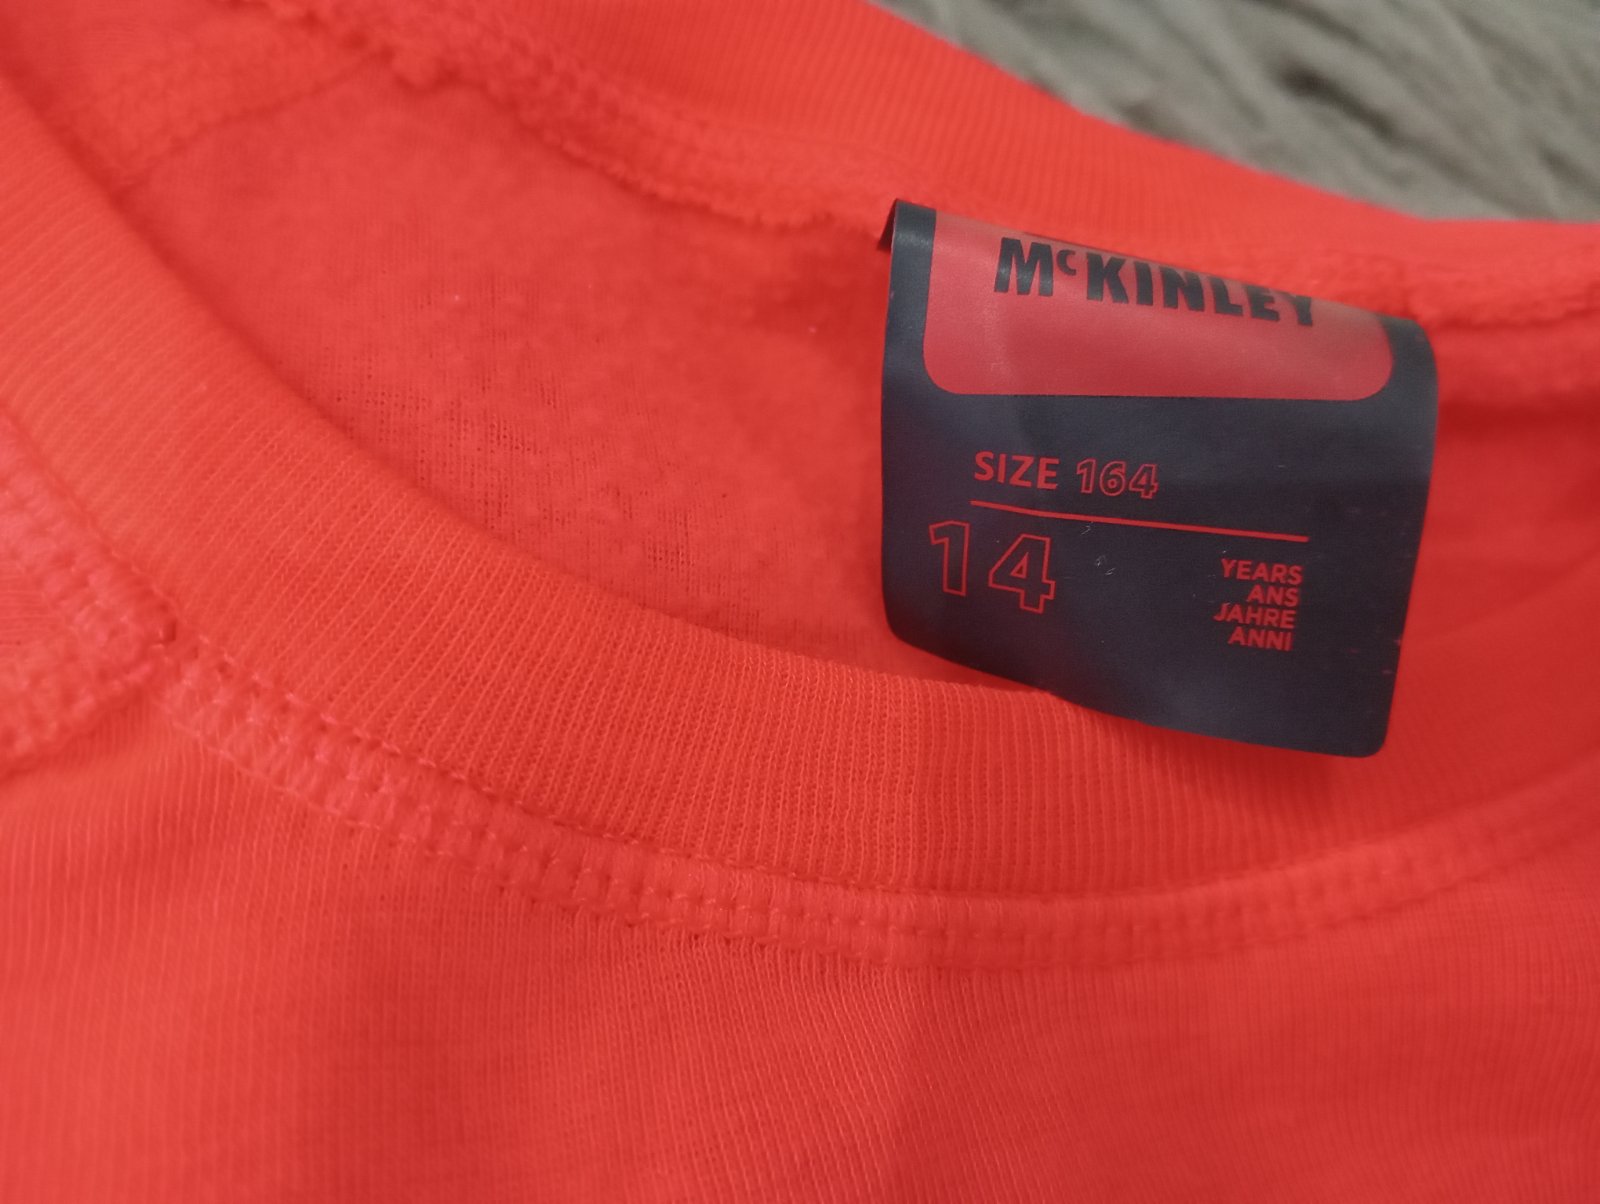 McKINLEY
SIZE 164
14
YEARS
ANS
JAHRE
ANNI